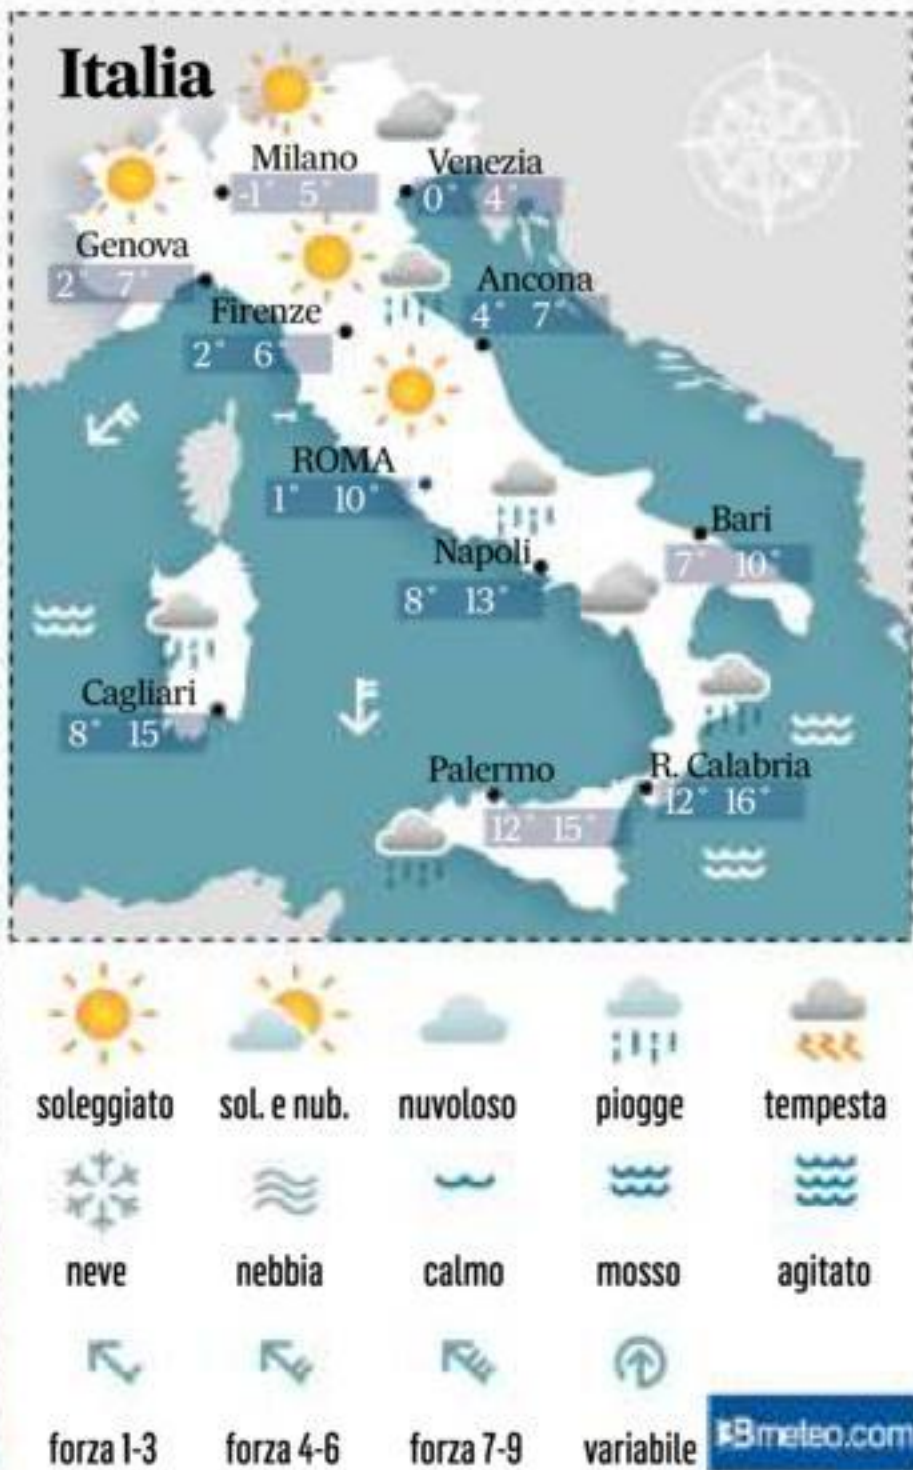 Italia
Milano
-1° 5°
Venezia
0° 4°
Genova
2° 7°
Firenze
2° 6°
Ancona
4° 7°
ROMA
1° 10°
Napoli
8° 13°
Bari
7° 10°
Cagliari
8° 15°
Palermo
12° 15°
R. Calabria
12° 16°
soleggiato sol. e nub. nuvoloso piogge tempesta
neve nebbia calmo mosso agitato
forza 1-3 forza 4-6 forza 7-9 variabile
3Bmeteo.com